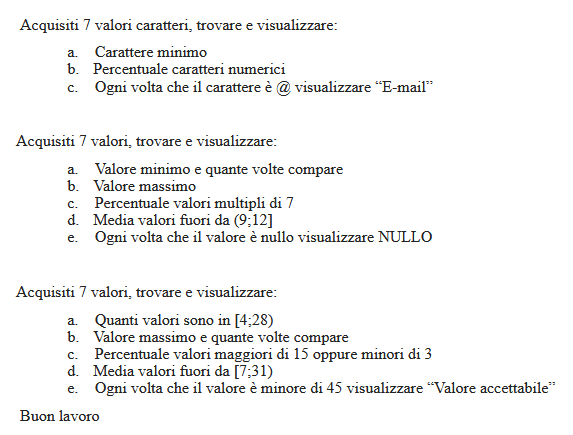 Acquisiti 7 valori caratteri, trovare e visualizzare:
a. Carattere minimo
b. Percentuale caratteri numerici
c. Ogni volta che il carattere è @ visualizzare “E-mail”
Acquisiti 7 valori, trovare e visualizzare:
a. Valore minimo e quante volte compare
b. Valore massimo
c. Percentuale valori multipli di 7
d. Media valori fuori da (9;12]
e. Ogni volta che il valore è nullo visualizzare NULLO
Acquisiti 7 valori, trovare e visualizzare:
a. Quanti valori sono in [4;28)
b. Valore massimo e quante volte compare
c. Percentuale valori maggiori di 15 oppure minori di 3
d. Media valori fuori da [7;31)
e. Ogni volta che il valore è minore di 45 visualizzare “Valore accettabile”
Buon lavoro